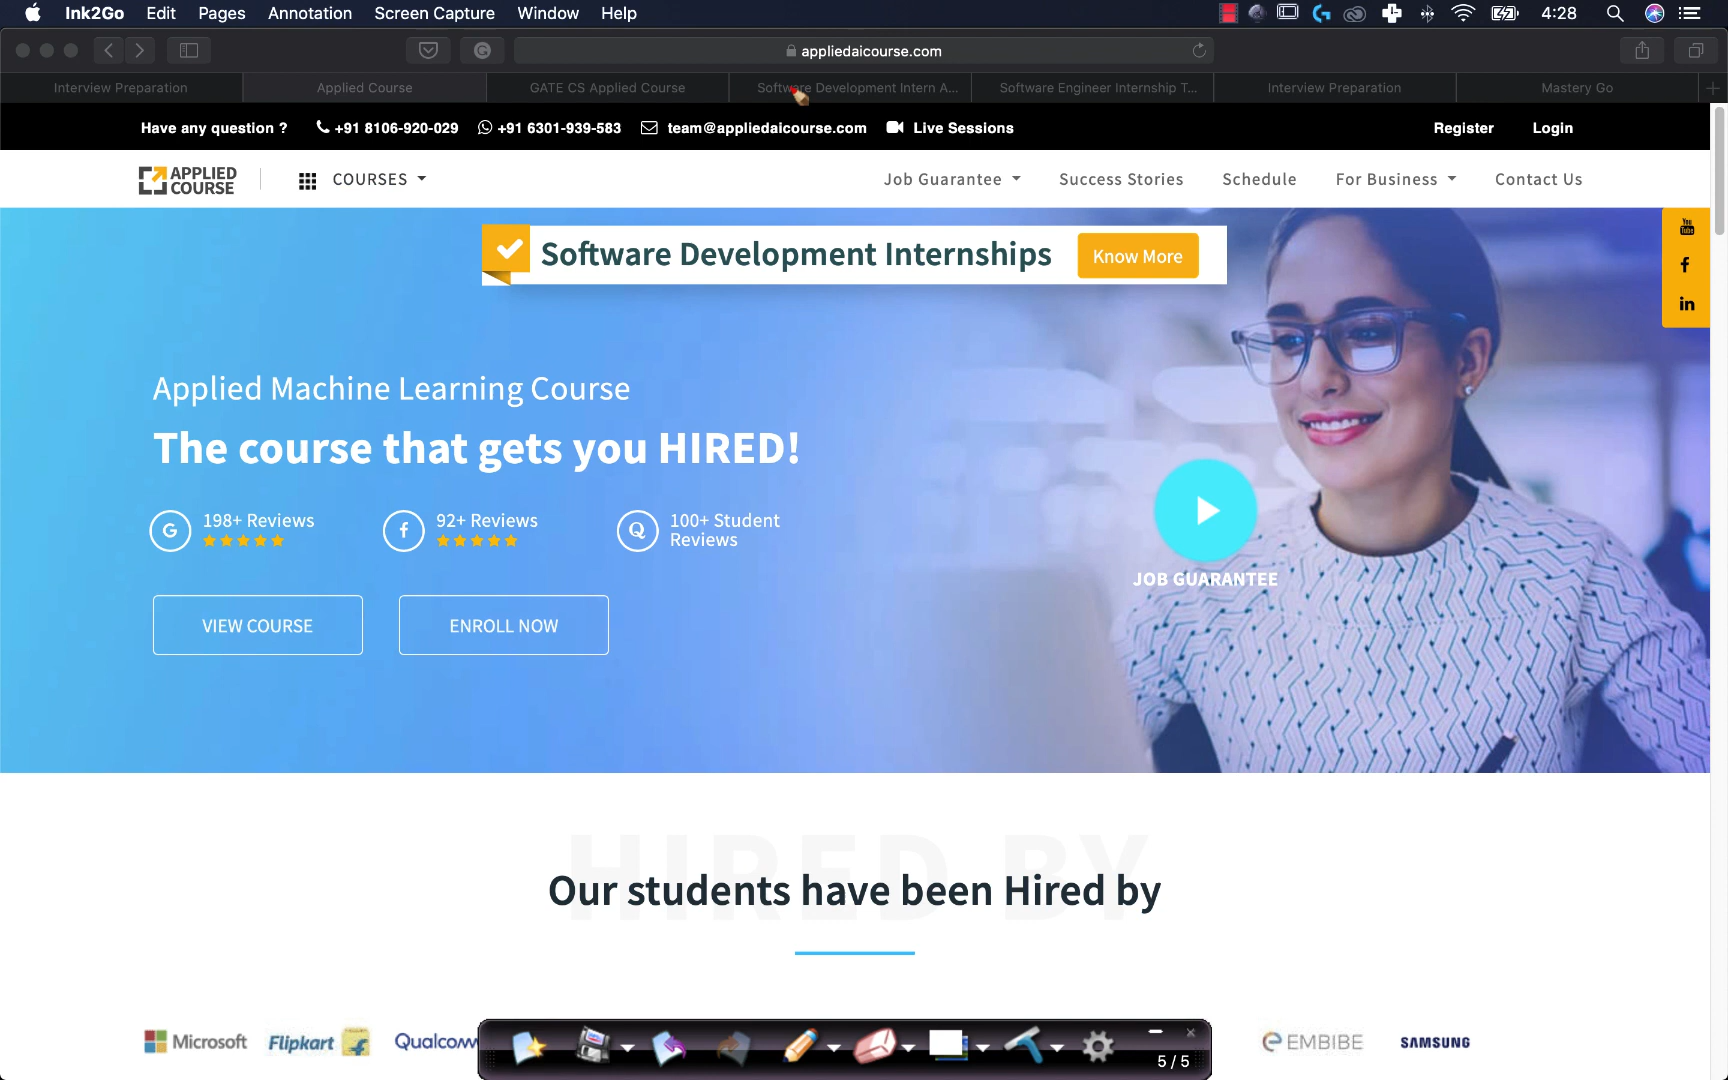 Ink2Go Edit Pages Annotation Screen Capture Window Help 4:28
appliedaicourse.com
Interview Preparation Applied Course GATE CS Applied Course Software Development Intern A... Software Engineer Internship T... Interview Preparation Mastery Go
Have any question ? +91 8106-920-029 +91 6301-939-583 team@appliedaicourse.com Live Sessions Register Login
APPLIED COURSE COURSES Job Guarantee Success Stories Schedule For Business Contact Us
Software Development Internships Know More
You Tube
Applied Machine Learning Course
The course that gets you HIRED!
198+ Reviews 92+ Reviews 100+ Student Reviews
JOB GUARANTEE
VIEW COURSE ENROLL NOW
HIRED BY
Our students have been Hired by
Microsoft Flipkart Qualcom EMBIBE SAMSUNG
5 / 5